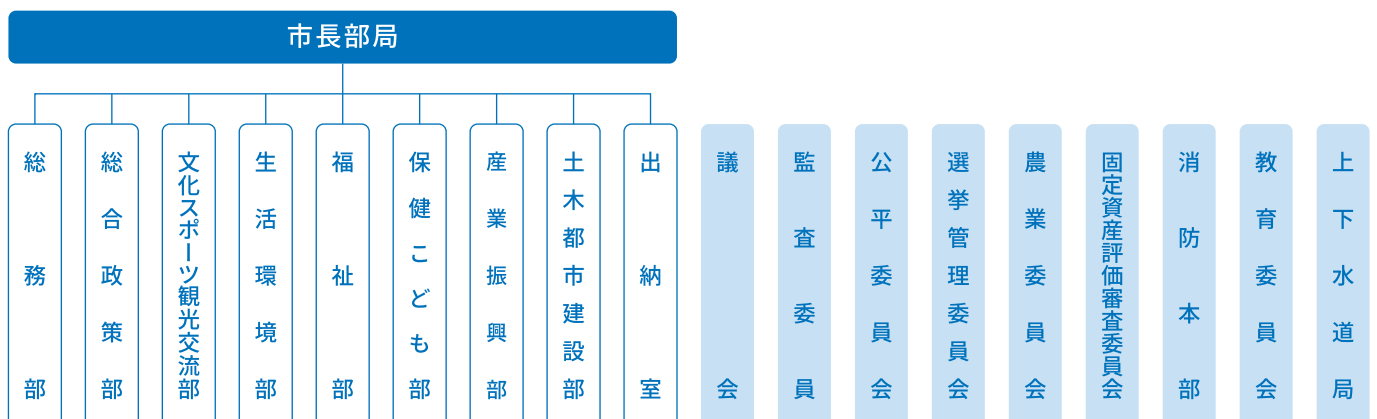 市長部局
総務部
総合政策部
文化スポーツ観光交流部
生活環境部
福祉部
保健こども部
産業振興部
土木都市建設部
出納室
議会
監査委員
公平委員会
選挙管理委員会
農業委員会
固定資産評価審査委員会
消防本部
教育委員会
上下水道局